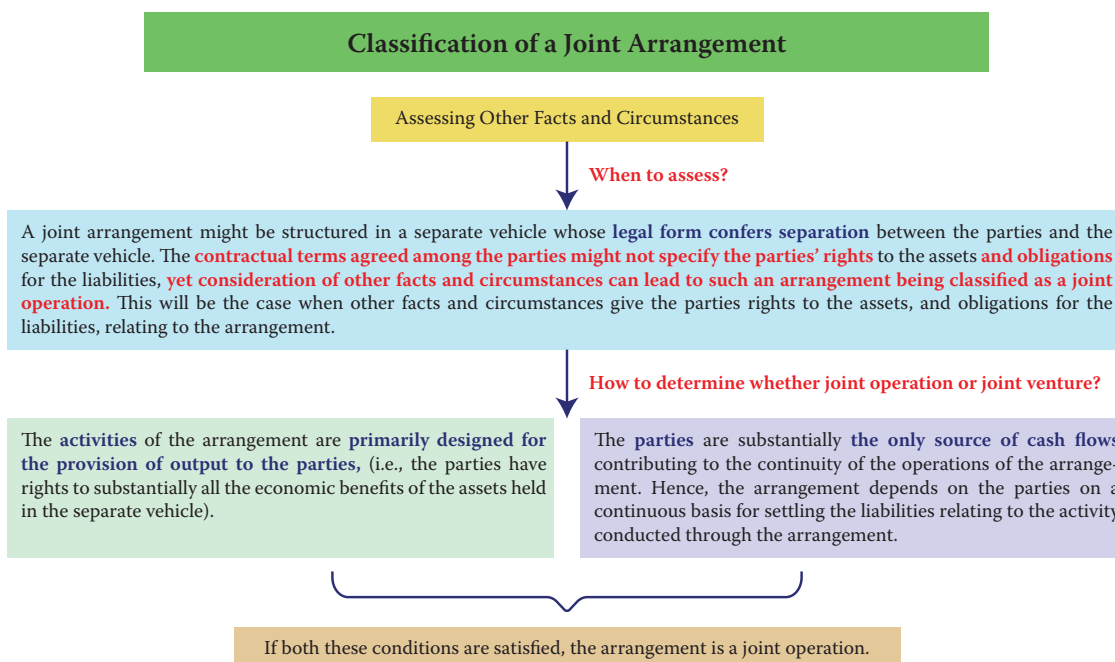 Classification of a Joint Arrangement
Assessing Other Facts and Circumstances
When to assess?
A joint arrangement might be structured in a separate vehicle whose legal form confers separation between the parties and the
separate vehicle. The contractual terms agreed among the parties might not specify the parties' rights to the assets and obligations
for the liabilities, yet consideration of other facts and circumstances can lead to such an arrangement being classified as a joint
operation. This will be the case when other facts and circumstances give the parties rights to the assets, and obligations for the
liabilities, relating to the arrangement.
How to determine whether joint operation or joint venture?
The activities of the arrangement are primarily designed for
the provision of output to the parties, (i.e., the parties have
rights to substantially all the economic benefits of the assets held
in the separate vehicle).
The parties are substantially the only source of cash flows
contributing to the continuity of the operations of the arrange-
ment. Hence, the arrangement depends on the parties on a
continuous basis for settling the liabilities relating to the activity
conducted through the arrangement.
If both these conditions are satisfied, the arrangement is a joint operation.